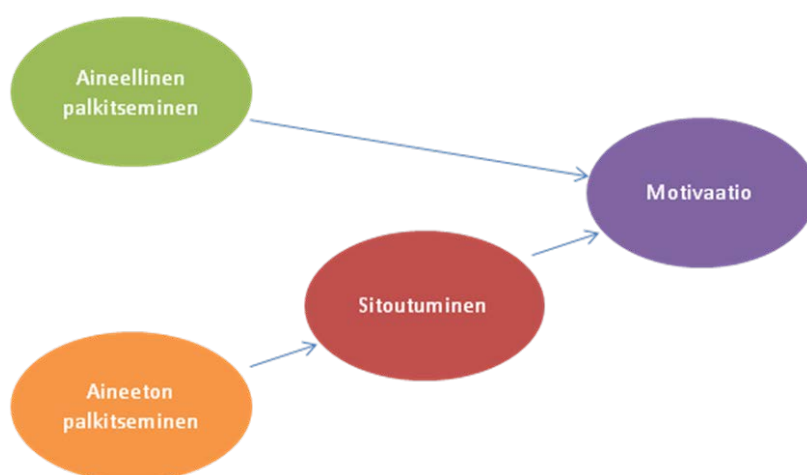 Aineellinen
palkitseminen
Motivaatio
Sitoutuminen
Aineeton
palkitseminen